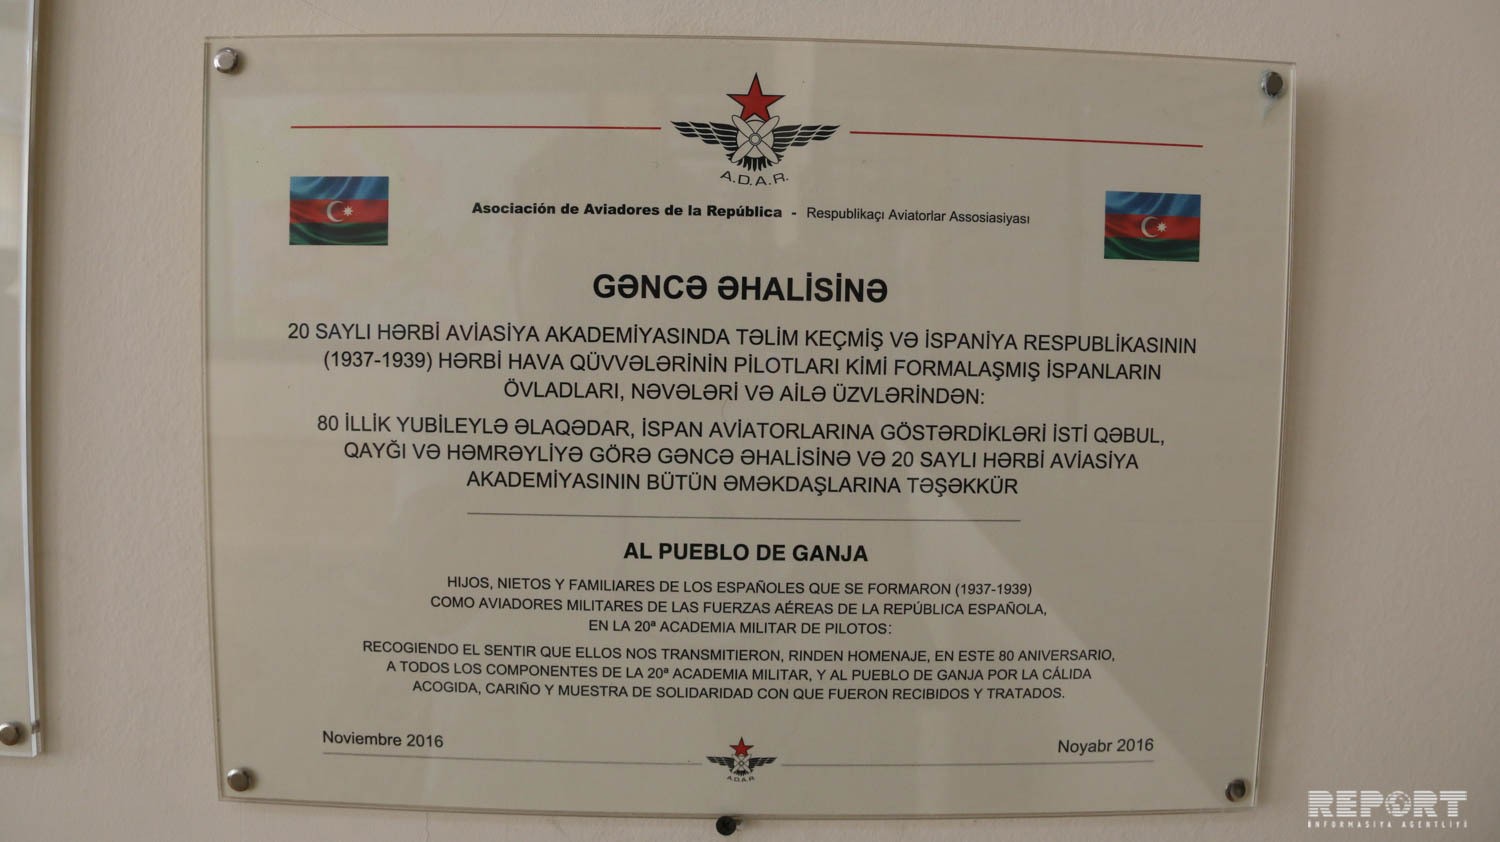 A.D.A.R.
Asociación de Aviadores de la República - Respublikaçı Aviatorlar Assosiasiyası
GƏNCƏ ƏHALİSİNƏ
20 SAYLI HƏRBİ AVİASİYA AKADEMİYASINDA TƏLİM KEÇMİŞ VƏ İSPANİYA RESPUBLİKASININ
(1937-1939) HƏRBİ HAVA QÜVVƏLƏRİNİN PİLOTLARI KİMİ FORMALAŞMIŞ İSPANLARIN
ÖVLADLARI, NƏVƏLƏRİ VƏ AİLƏ ÜZVLƏRİNDƏN:
80 İLLİK YUBİLEYLƏ ƏLAQƏDAR, İSPAN AVİATORLARINA GÖSTƏRDİKLƏRİ İSTİ QƏBUL,
QAYĞI VƏ HƏMRƏYLİYƏ GÖRƏ GƏNCƏ ƏHALİSİNƏ VƏ 20 SAYLI HƏRBİ AVİASİYA
AKADEMİYASININ BÜTÜN ƏMƏKDAŞLARINA TƏŞƏKKÜR
AL PUEBLO DE GANJA
HIJOS, NIETOS Y FAMILIARES DE LOS ESPAÑOLES QUE SE FORMARON (1937-1939)
COMO AVIADORES MILITARES DE LAS FUERZAS AÉREAS DE LA REPÚBLICA ESPAÑOLA,
EN LA 20ª ACADEMIA MILITAR DE PILOTOS:
RECOGIENDO EL SENTIR QUE ELLOS NOS TRANSMITIERON, RINDEN HOMENAJE, EN ESTE 80 ANIVERSARIO,
A TODOS LOS COMPONENTES DE LA 20ª ACADEMIA MILITAR, Y AL PUEBLO DE GANJA POR LA CÁLIDA
ACOGIDA, CARIÑO Y MUESTRA DE SOLIDARIDAD CON QUE FUERON RECIBIDOS Y TRATADOS.
Noviembre 2016
Noyabr 2016
A.D.A.R.
REPORT
İNFORMASİYA AGENTLİYİ